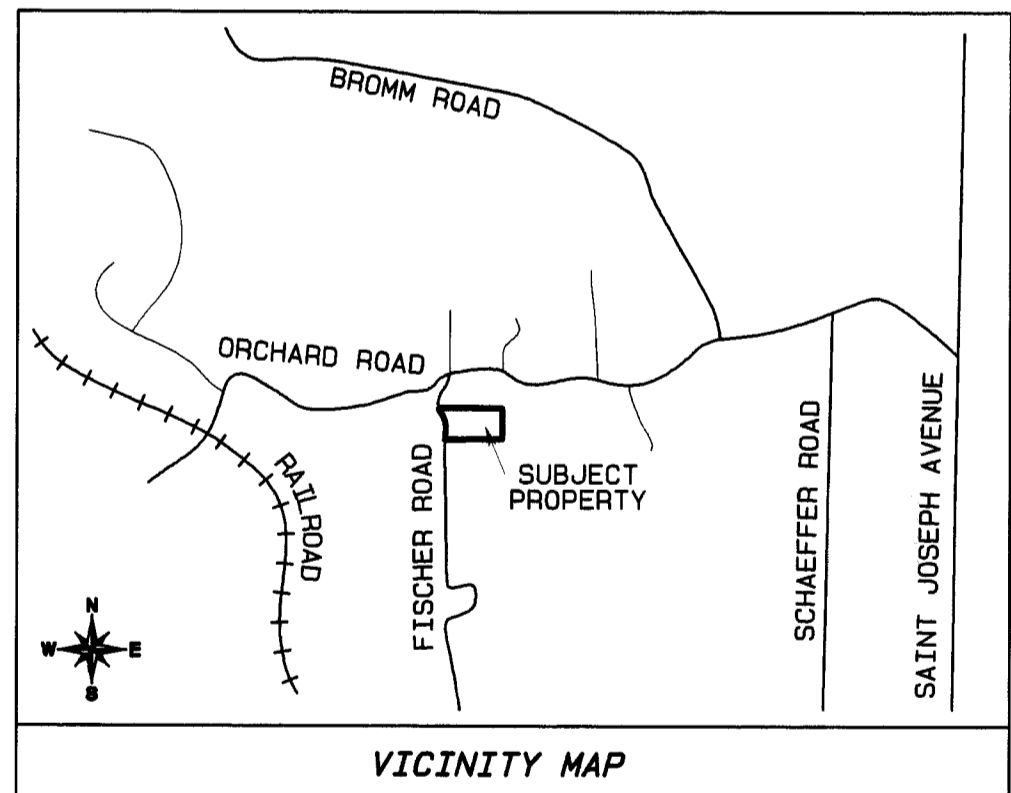 BROMM ROAD
ORCHARD ROAD
RAILROAD
FISCHER ROAD
SUBJECT
PROPERTY
SCHAEFFER ROAD
SAINT JOSEPH AVENUE
N
W E
S
VICINITY MAP